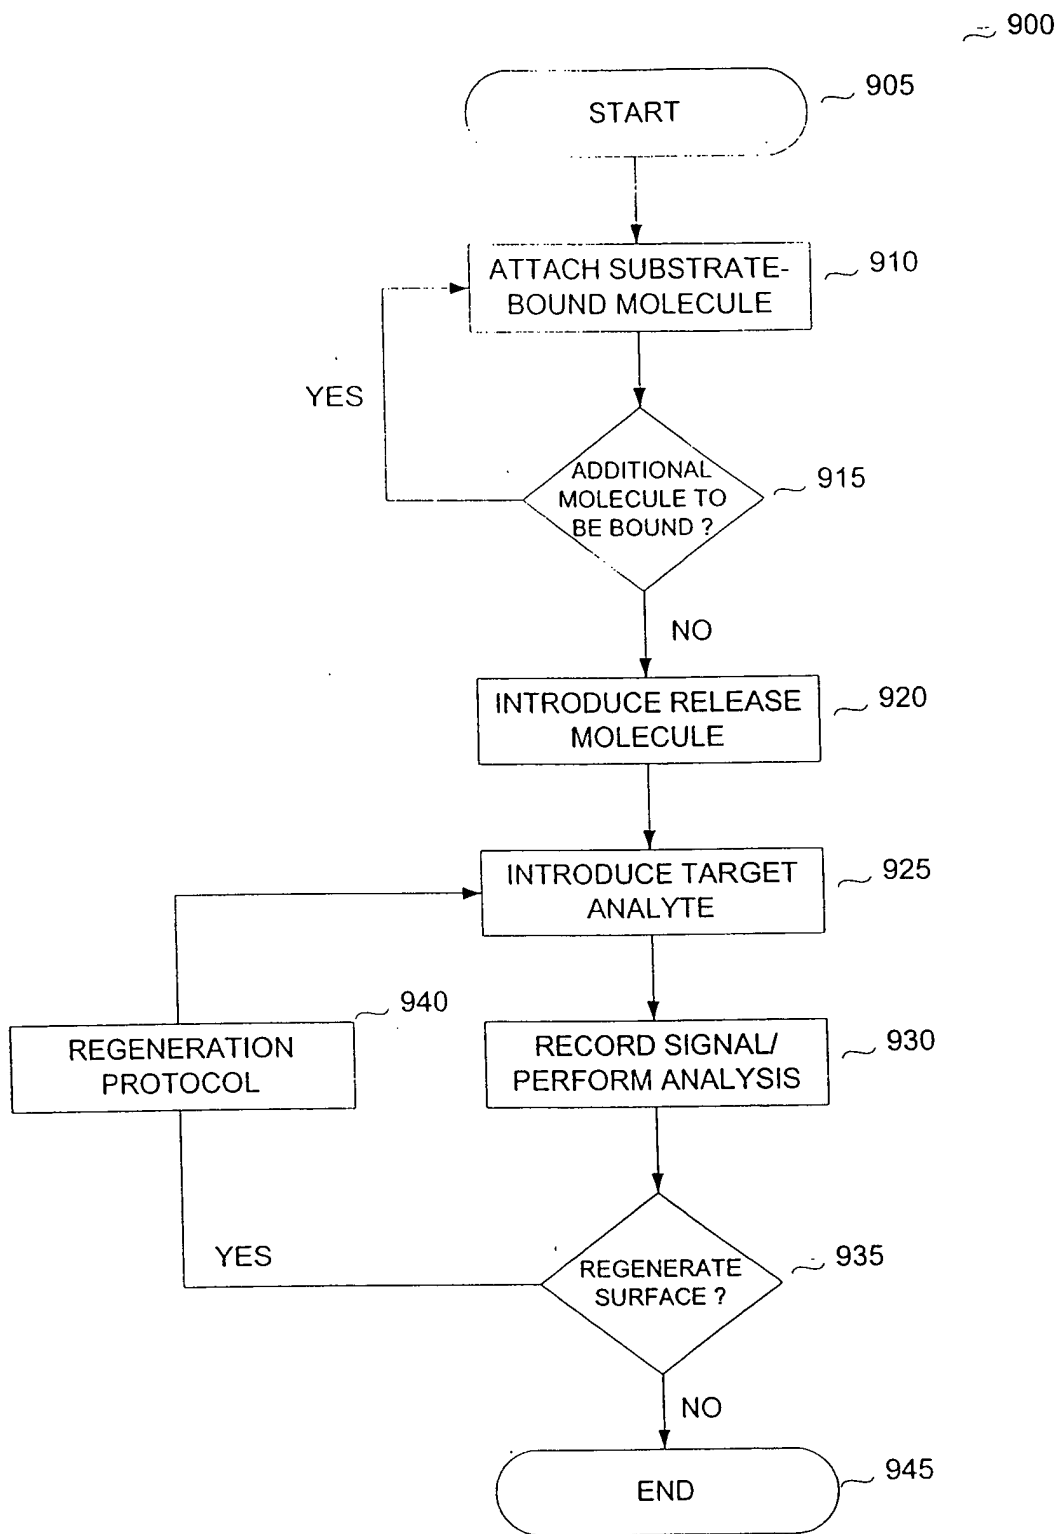 900
START
905
ATTACH SUBSTRATE-
BOUND MOLECULE
910
YES
ADDITIONAL
MOLECULE TO
BE BOUND ?
915
NO
INTRODUCE RELEASE
MOLECULE
920
INTRODUCE TARGET
ANALYTE
925
REGENERATION
PROTOCOL
940
RECORD SIGNAL/
PERFORM ANALYSIS
930
YES
REGENERATE
SURFACE ?
935
NO
END
945